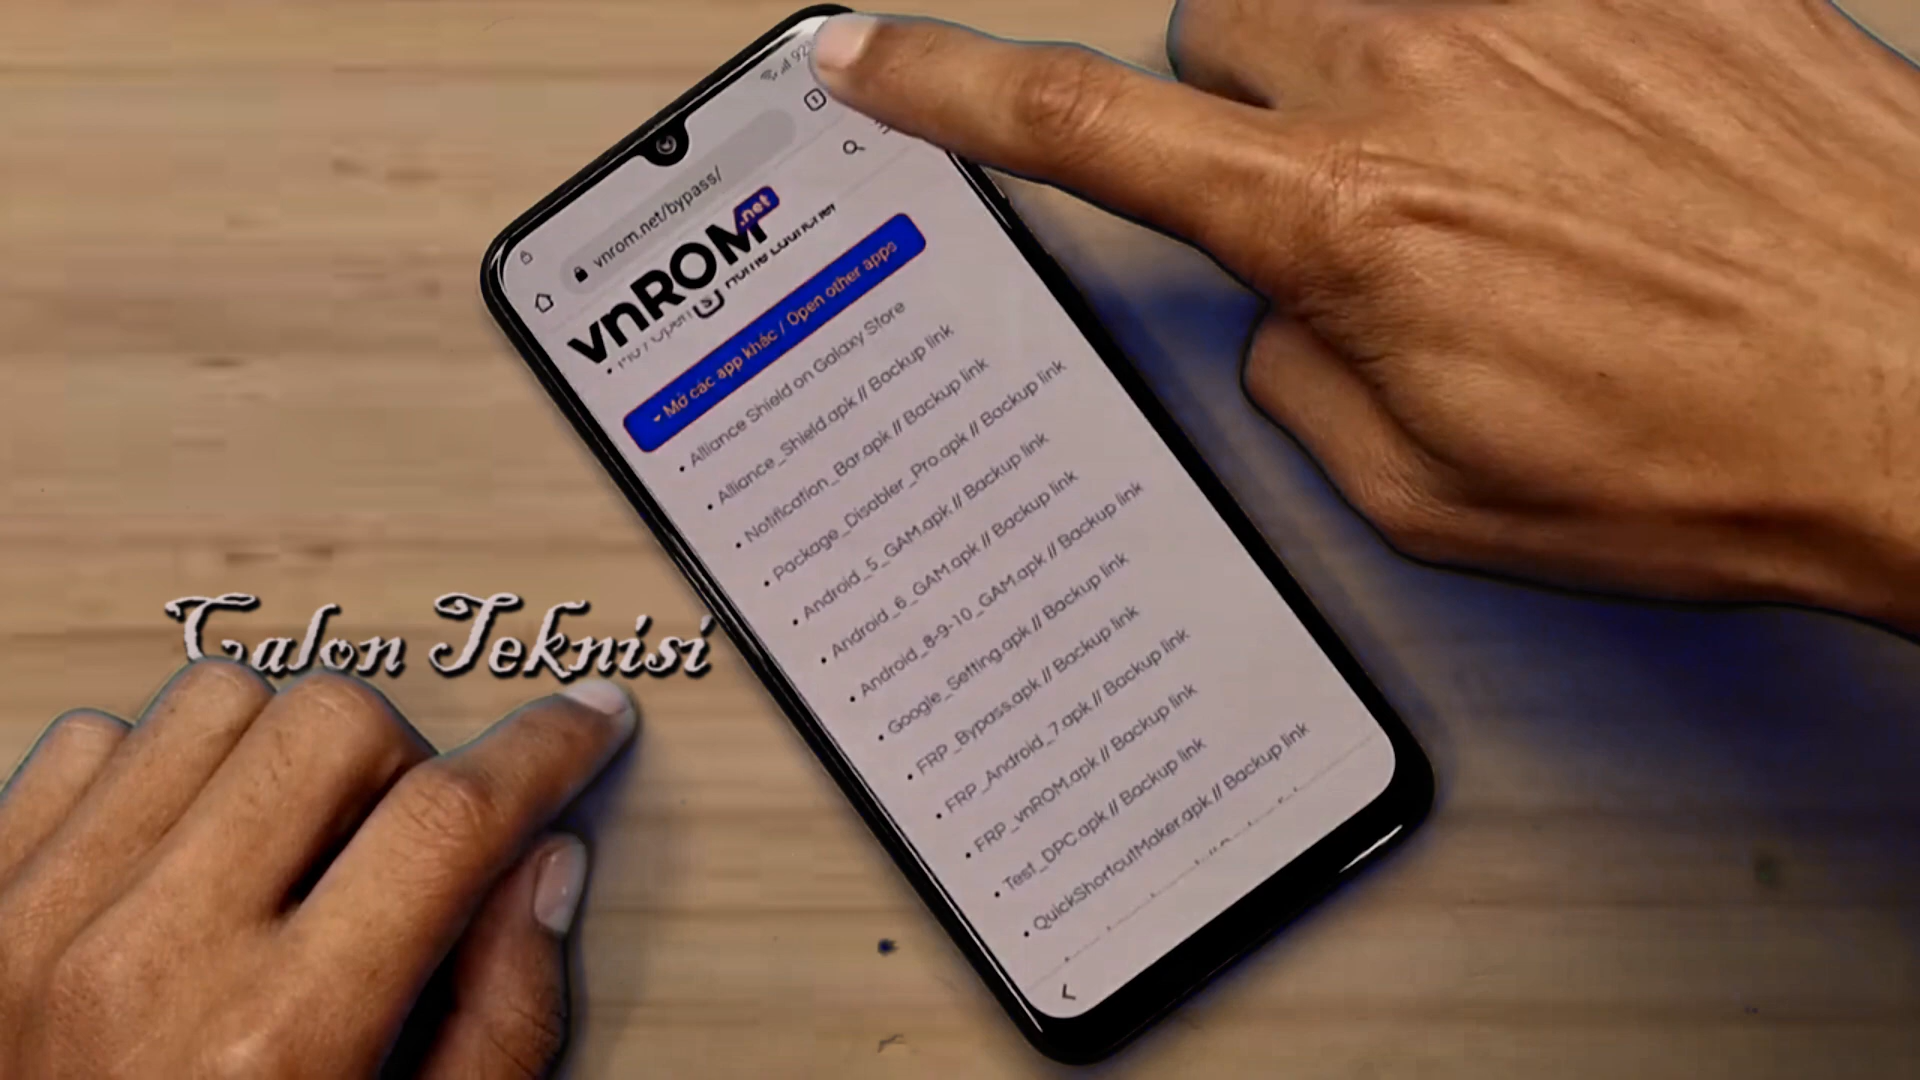 92
1
vnrom.net/bypass/
vnROM.net
Mở các app khác / Open other apps
• Alliance Shield on Galaxy Store
• Alliance_Shield.apk // Backup link
• Notification_Bar.apk // Backup link
• Package_Disabler_Pro.apk // Backup link
• Android_5_GAM.apk // Backup link
• Android_6_GAM.apk // Backup link
• Android_8-9-10_GAM.apk // Backup link
• Google_Setting.apk // Backup link
• FRP_Bypass.apk // Backup link
• FRP_Android_7.apk // Backup link
• FRP_vnROM.apk // Backup link
• Test_DPC.apk // Backup link
• QuickShortcutMaker.apk // Backup link
Calon Teknisi